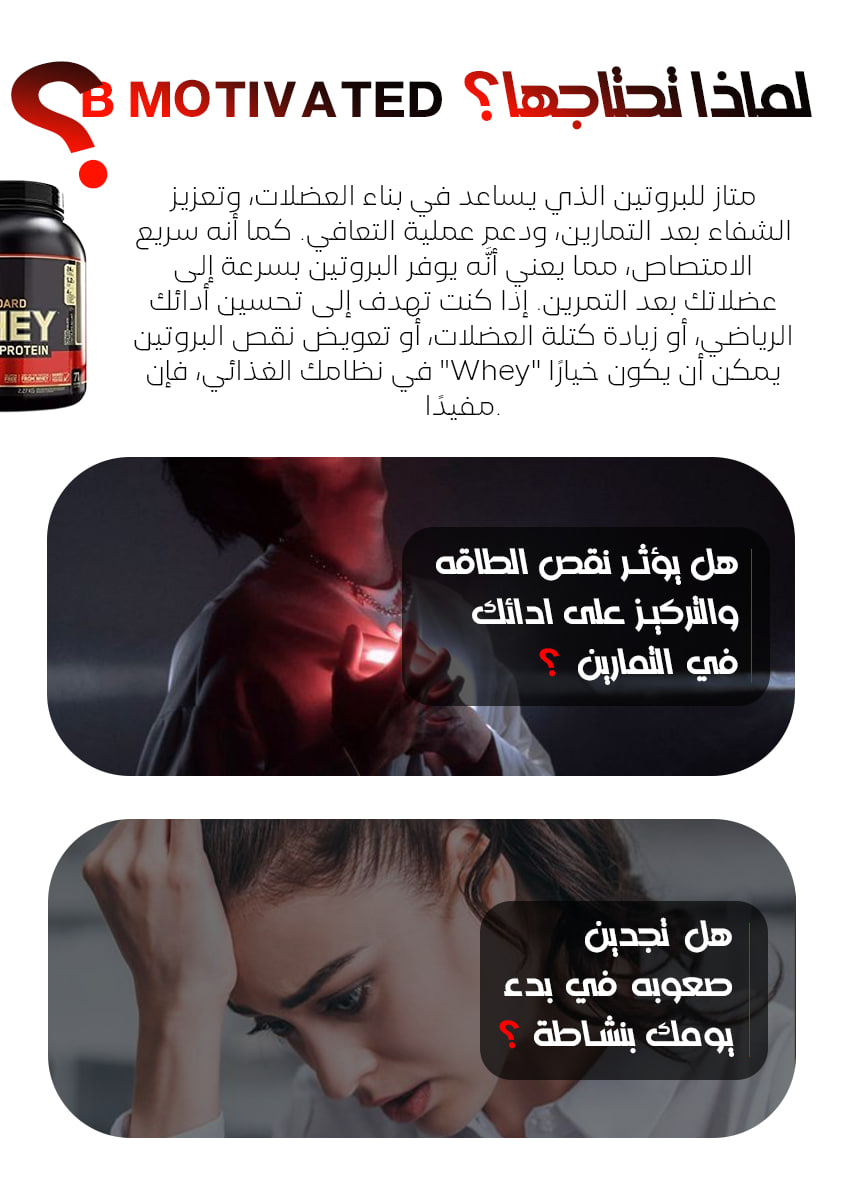 لماذا تحتاجها؟ B MOTIVATED
؟
متاز للبروتين الذي يساعد في بناء العضلات، وتعزيز
الشفاء بعد التمارين، ودعم عملية التعافي. كما أنه سريع
الامتصاص، مما يعني أنَّه يوفر البروتين بسرعة إلى
عضلاتك بعد التمرين. إذا كنت تهدف إلى تحسين أدائك
الرياضي، أو زيادة كتلة العضلات، أو تعويض نقص البروتين
يمكن أن يكون خيارًا "Whey" في نظامك الغذائي، فإن
مفيدًا.
DARD
HEY
PROTEIN
هل يؤثر نقص الطاقه
والتركيز على ادائك
في التمارين ؟
هل تجدين
صعوبه في بدء
يومك بنشاطة ؟